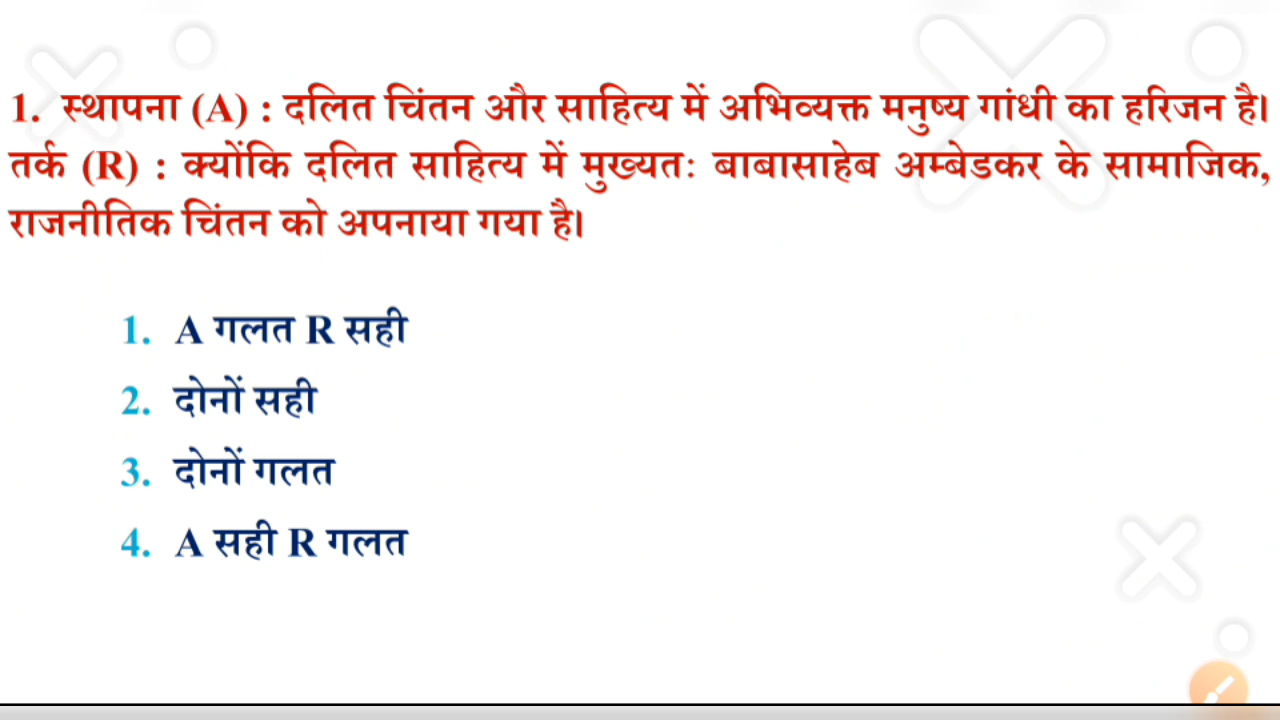 1. स्थापना (A) : दलित चिंतन और साहित्य में अभिव्यक्त मनुष्य गांधी का हरिजन है।
तर्क (R) : क्योंकि दलित साहित्य में मुख्यतः बाबासाहेब अम्बेडकर के सामाजिक,
राजनीतिक चिंतन को अपनाया गया है।
1. A गलत R सही
2. दोनों सही
3. दोनों गलत
4. A सही R गलत